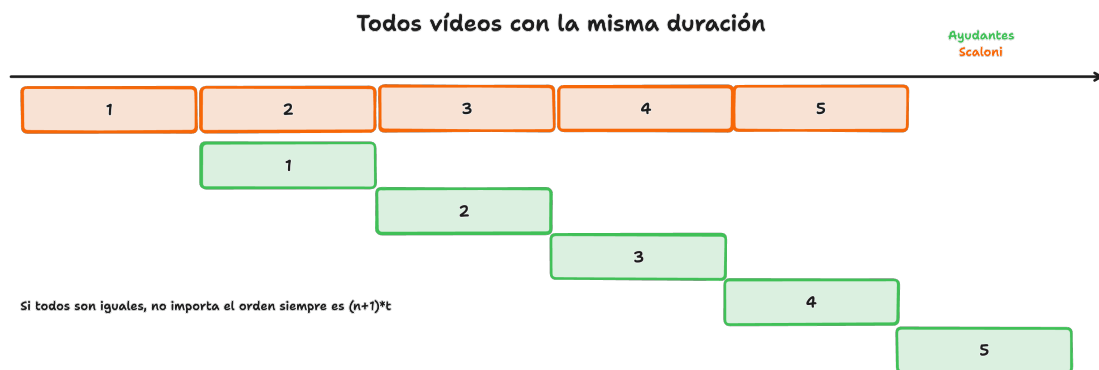 Todos vídeos con la misma duración
Ayudantes
Scaloni
1
2
3
4
5
1
2
3
4
5
Si todos son iguales, no importa el orden siempre es (n+1)*t